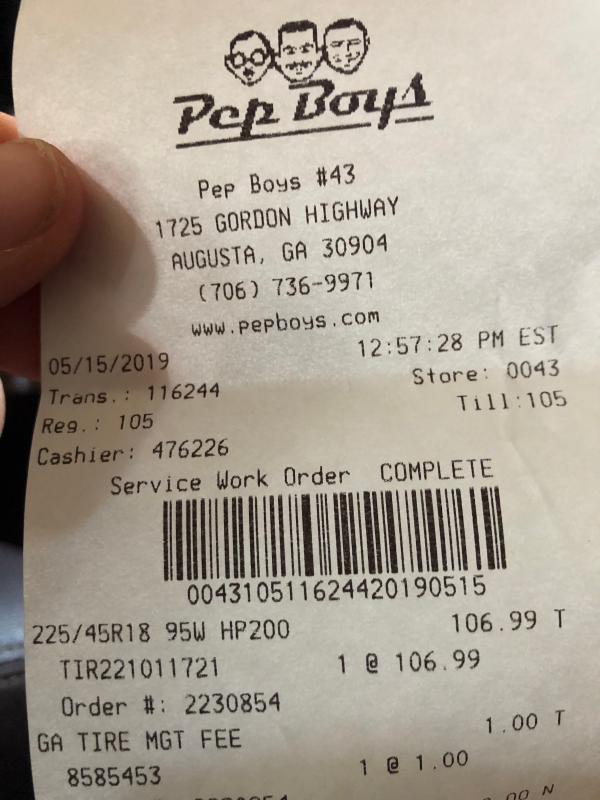 Pep Boys
Pep Boys #43
1725 GORDON HIGHWAY
AUGUSTA, GA 30904
(706) 736-9971
www.pepboys.com
05/15/2019 12:57:28 PM EST
Trans.: 116244 Store: 0043
Reg.: 105 Till:105
Cashier: 476226
Service Work Order COMPLETE
004310511624420190515
225/45R18 95W HP200 106.99 T
TIR221011721 1 @ 106.99
Order #: 2230854
GA TIRE MGT FEE 1.00 T
8585453 1 @ 1.00